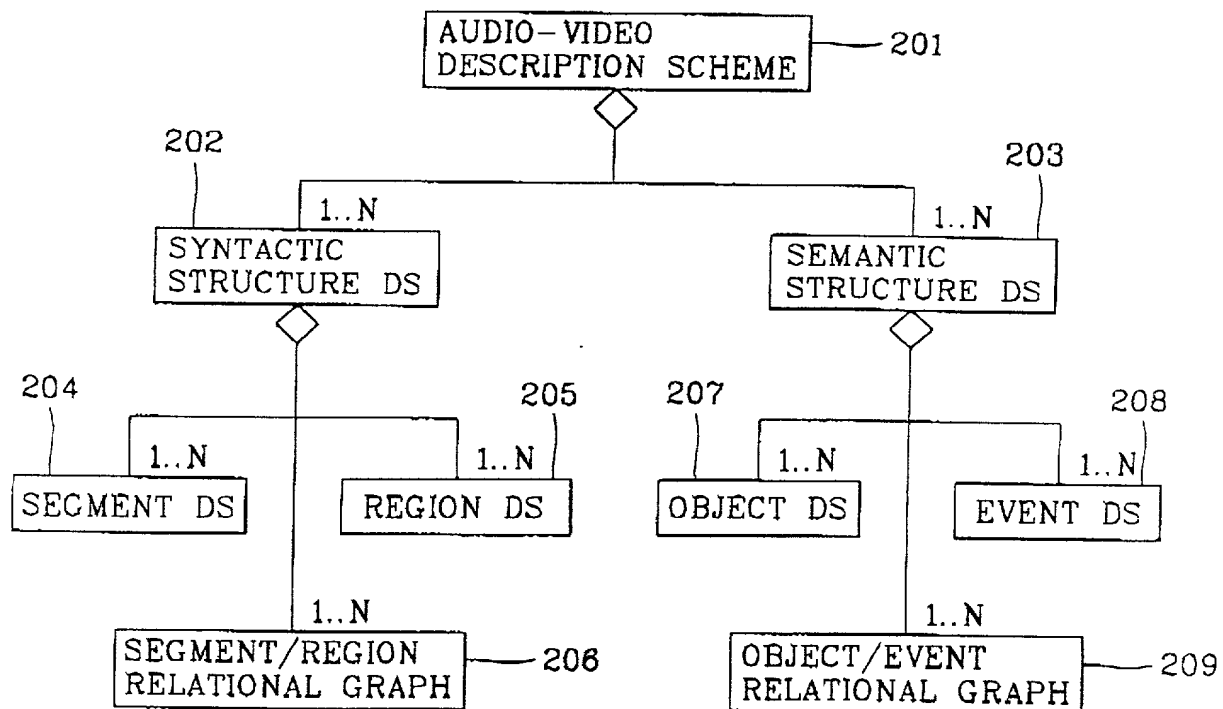 AUDIO-VIDEO
DESCRIPTION SCHEME
201
202
203
1..N
1..N
SYNTACTIC
STRUCTURE DS
SEMANTIC
STRUCTURE DS
204
205
207
208
1..N
1..N
1..N
1..N
SEGMENT DS
REGION DS
OBJECT DS
EVENT DS
1..N
1..N
SEGMENT/REGION
RELATIONAL GRAPH
206
OBJECT/EVENT
RELATIONAL GRAPH
209